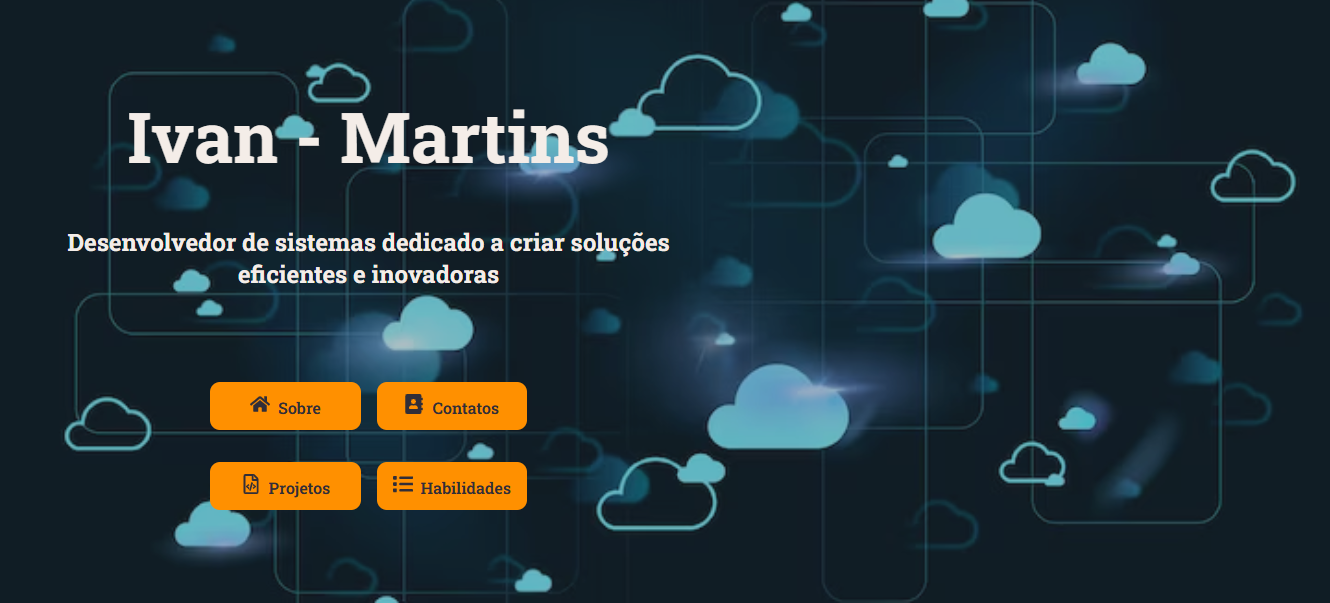 Ivan - Martins
Desenvolvedor de sistemas dedicado a criar soluções
eficientes e inovadoras
Sobre
Contatos
Projetos
Habilidades